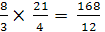 8/3 × 21/4 = 168/12